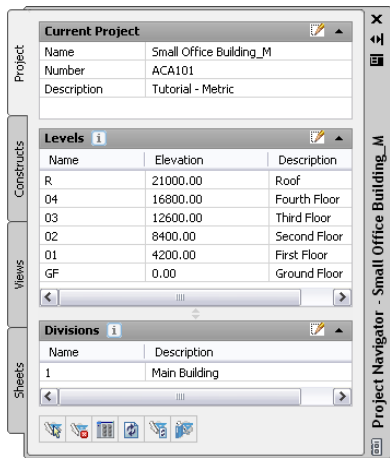 Project
Constructs
Views
Sheets
Current Project
Name Small Office Building_M
Number ACA101
Description Tutorial - Metric
Levels i
Name Elevation Description
R 21000.00 Roof
04 16800.00 Fourth Floor
03 12600.00 Third Floor
02 8400.00 Second Floor
01 4200.00 First Floor
GF 0.00 Ground Floor
Divisions i
Name Description
1 Main Building
Project Navigator - Small Office Building_M